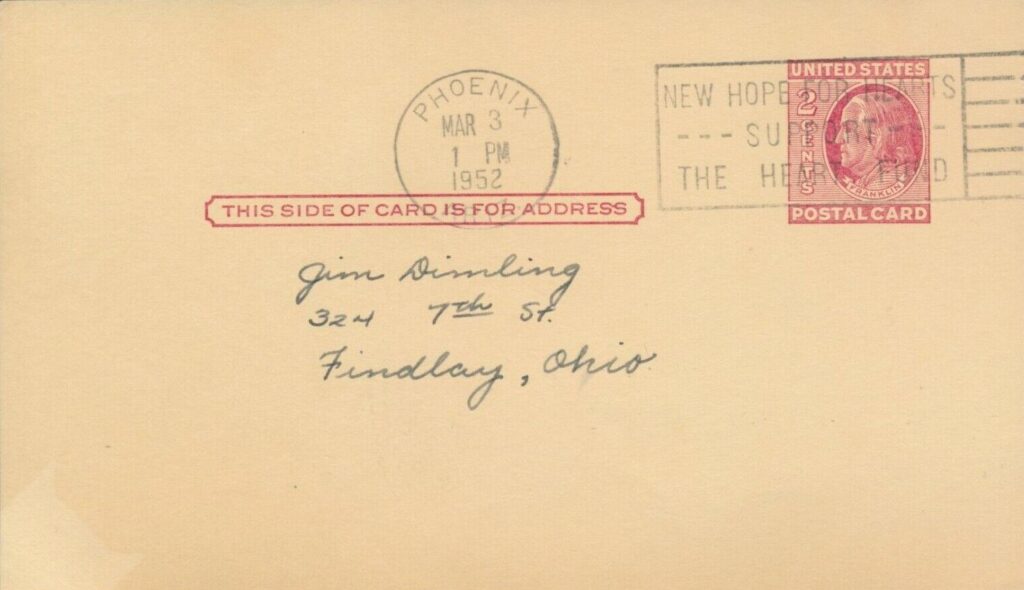 PHOENIX
MAR 3
1 PM
1952
ARIZ.
NEW HOPE FOR HEARTS
--- SUPPORT ---
THE HEART FUND
UNITED STATES
2 CENTS
FRANKLIN
POSTAL CARD
THIS SIDE OF CARD IS FOR ADDRESS
Jim Dimling
324 7th St.
Findlay, Ohio